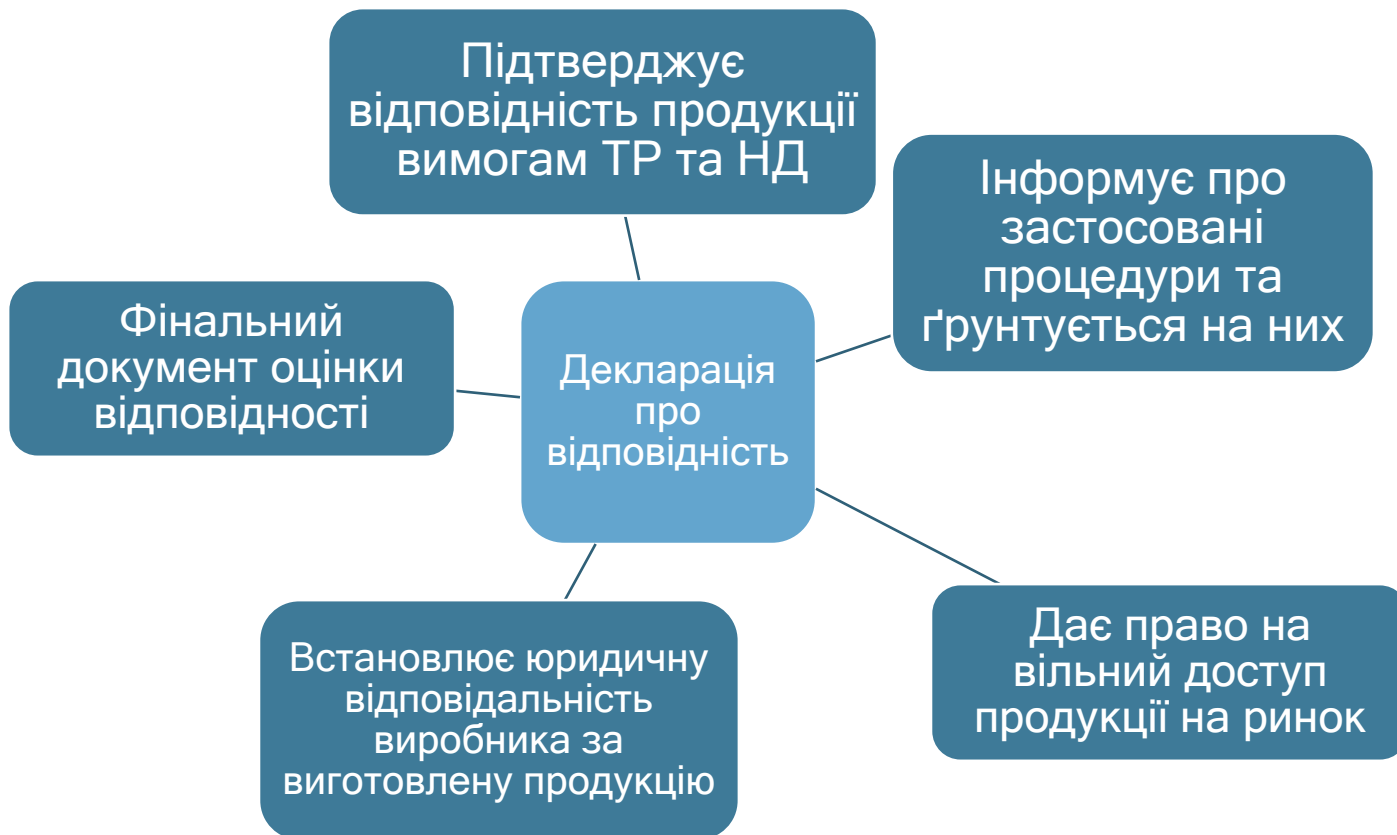 Підтверджує
відповідність продукції
вимогам ТР та НД
Інформує про
застосовані
процедури та
ґрунтується на них
Фінальний
документ оцінки
відповідності
Декларація
про
відповідність
Встановлює юридичну
відповідальність
виробника за
виготовлену продукцію
Дає право на
вільний доступ
продукції на ринок